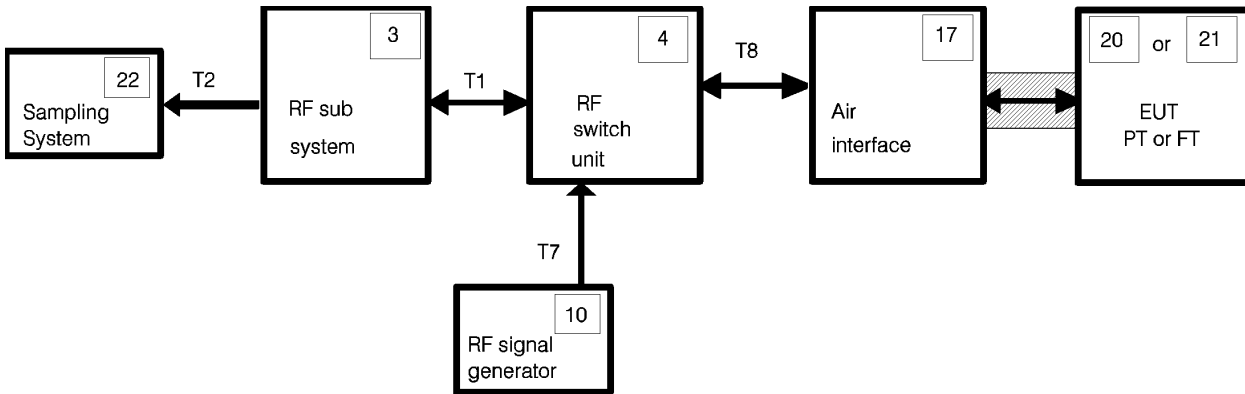 22
Sampling
System
T2
3
RF sub
system
T1
4
RF
switch
unit
T8
17
Air
interface
20 or 21
EUT
PT or FT
T7
10
RF signal
generator